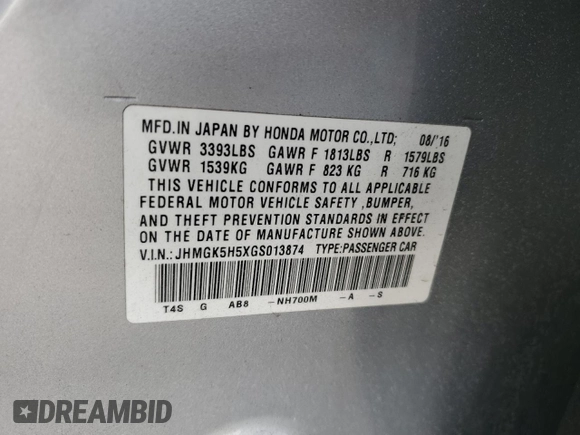 MFD.IN JAPAN BY HONDA MOTOR CO.,LTD; 08/'16
GVWR 3393LBS GAWR F 1813LBS R 1579LBS
GVWR 1539KG GAWR F 823 KG R 716 KG
THIS VEHICLE CONFORMS TO ALL APPLICABLE
FEDERAL MOTOR VEHICLE SAFETY ,BUMPER,
AND THEFT PREVENTION STANDARDS IN EFFECT
ON THE DATE OF MANUFACTURE SHOWN ABOVE.
V.I.N.:JHMGK5H5XGS013874 TYPE:PASSENGER CAR
T4S G AB8 -NH700M -A -S
DREAMBID